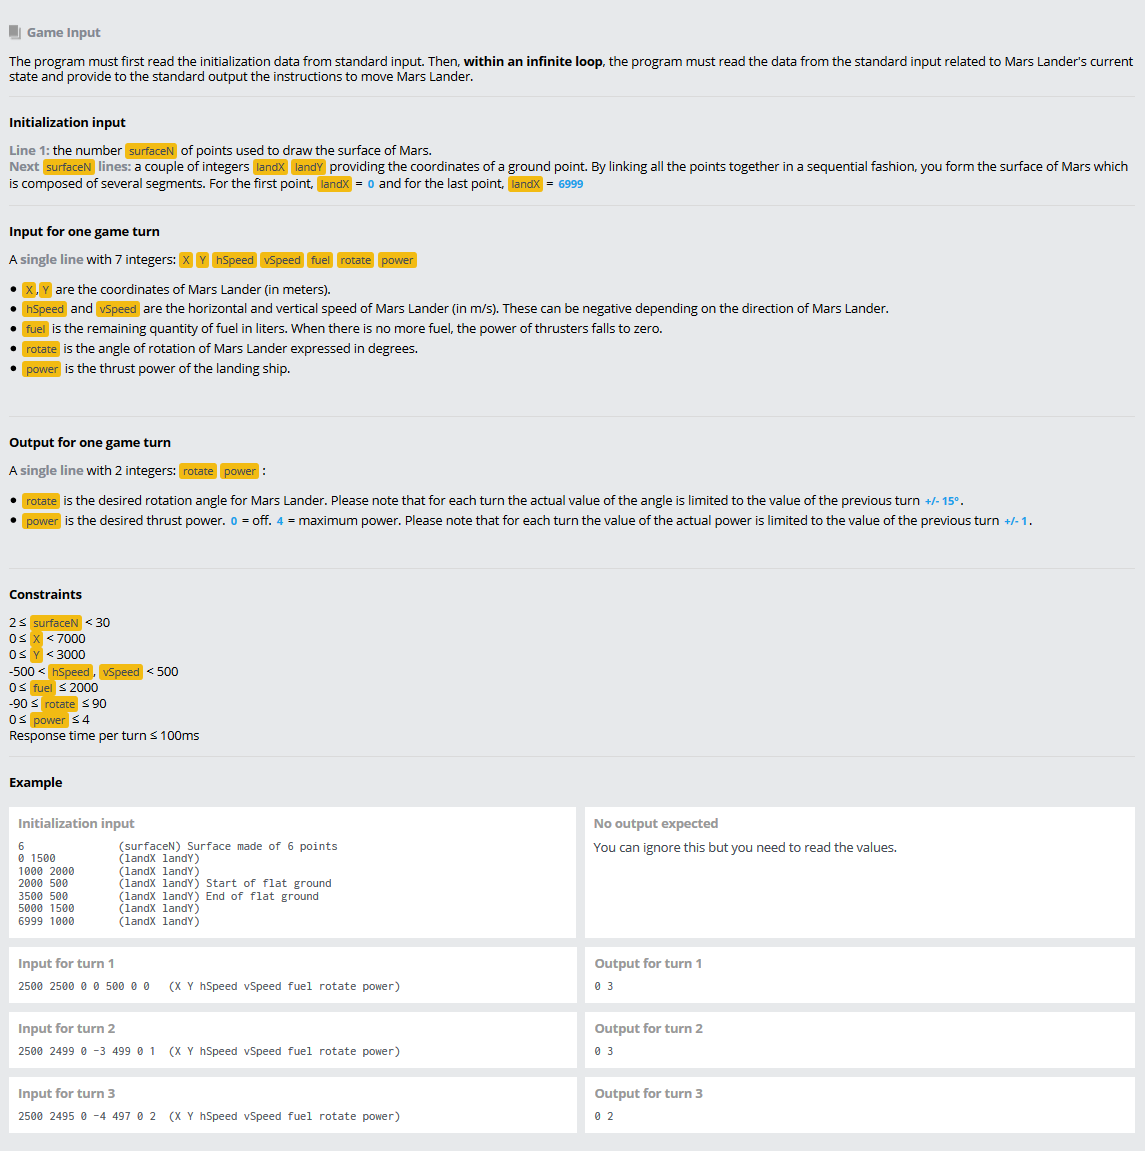 Game Input
The program must first read the initialization data from standard input. Then, within an infinite loop, the program must read the data from the standard input related to Mars Lander's current
state and provide to the standard output the instructions to move Mars Lander.
Initialization input
Line 1: the number surfaceN of points used to draw the surface of Mars.
Next surfaceN lines: a couple of integers landX landY providing the coordinates of a ground point. By linking all the points together in a sequential fashion, you form the surface of Mars which
is composed of several segments. For the first point, landX = 0 and for the last point, landX = 6999
Input for one game turn
A single line with 7 integers: X Y hSpeed vSpeed fuel rotate power
• X, Y are the coordinates of Mars Lander (in meters).
• hSpeed and vSpeed are the horizontal and vertical speed of Mars Lander (in m/s). These can be negative depending on the direction of Mars Lander.
• fuel is the remaining quantity of fuel in liters. When there is no more fuel, the power of thrusters falls to zero.
• rotate is the angle of rotation of Mars Lander expressed in degrees.
• power is the thrust power of the landing ship.
Output for one game turn
A single line with 2 integers: rotate power :
• rotate is the desired rotation angle for Mars Lander. Please note that for each turn the actual value of the angle is limited to the value of the previous turn +/- 15°.
• power is the desired thrust power. 0 = off. 4 = maximum power. Please note that for each turn the value of the actual power is limited to the value of the previous turn +/- 1.
Constraints
2 ≤ surfaceN < 30
0 ≤ X < 7000
0 ≤ Y < 3000
-500 < hSpeed, vSpeed < 500
0 ≤ fuel ≤ 2000
-90 ≤ rotate ≤ 90
0 ≤ power ≤ 4
Response time per turn ≤ 100ms
Example
Initialization input
6 (surfaceN) Surface made of 6 points
0 1500 (landX landY)
1000 2000 (landX landY)
2000 500 (landX landY) Start of flat ground
3500 500 (landX landY) End of flat ground
5000 1500 (landX landY)
6999 1000 (landX landY)
No output expected
You can ignore this but you need to read the values.
Input for turn 1
2500 2500 0 0 500 0 0 (X Y hSpeed vSpeed fuel rotate power)
Output for turn 1
0 3
Input for turn 2
2500 2499 0 -3 499 0 1 (X Y hSpeed vSpeed fuel rotate power)
Output for turn 2
0 3
Input for turn 3
2500 2495 0 -4 497 0 2 (X Y hSpeed vSpeed fuel rotate power)
Output for turn 3
0 2